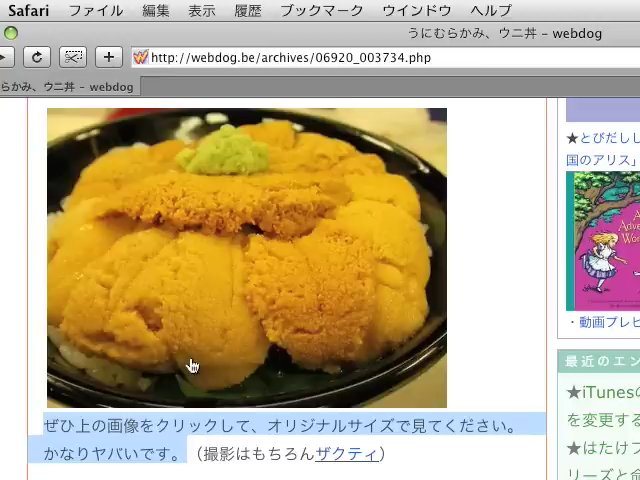 Safari ファイル 編集 表示 履歴 ブックマーク ウインドウ ヘルプ
うにむらかみ、ウニ丼 – webdog
http://webdog.be/archives/06920_003734.php
らかみ、ウニ丼 – webdog
ぜひ上の画像をクリックして、オリジナルサイズで見てください。
かなりヤバいです。（撮影はもちろんザクティ）
★とびだしし
国のアリス」
・動画プレビ
最近のエン
★iTunesの
を変更する
★はたけフ
リーズと命